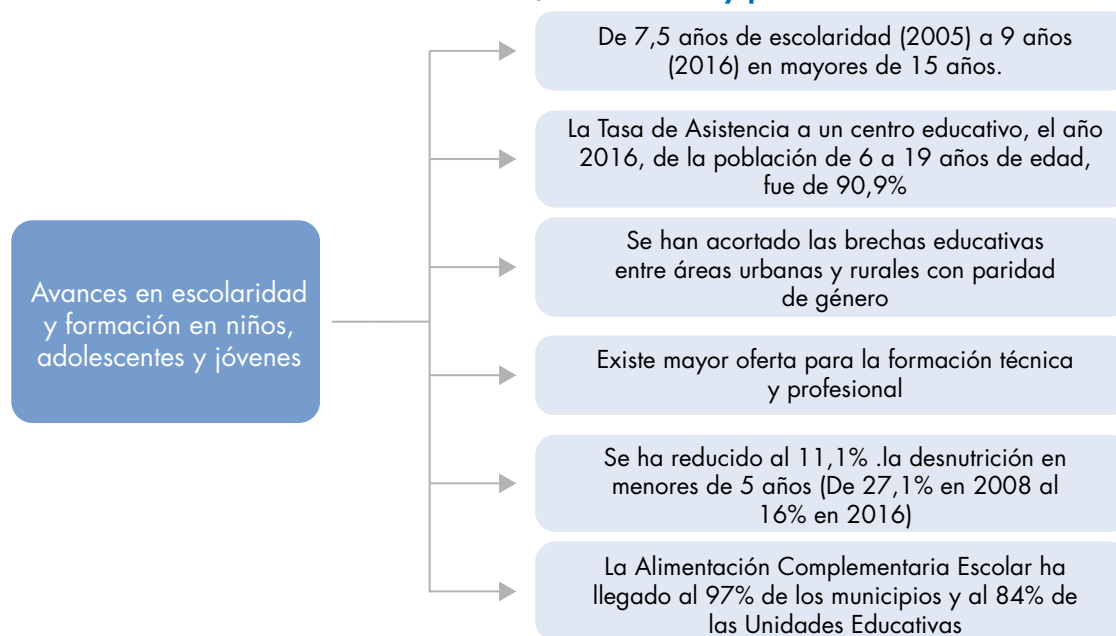 Avances en escolaridad
y formación en niños,
adolescentes y jóvenes
De 7,5 años de escolaridad (2005) a 9 años
(2016) en mayores de 15 años.
La Tasa de Asistencia a un centro educativo, el año
2016, de la población de 6 a 19 años de edad,
fue de 90,9%
Se han acortado las brechas educativas
entre áreas urbanas y rurales con paridad
de género
Existe mayor oferta para la formación técnica
y profesional
Se ha reducido al 11,1% .la desnutrición en
menores de 5 años (De 27,1% en 2008 al
16% en 2016)
La Alimentación Complementaria Escolar ha
llegado al 97% de los municipios y al 84% de
las Unidades Educativas